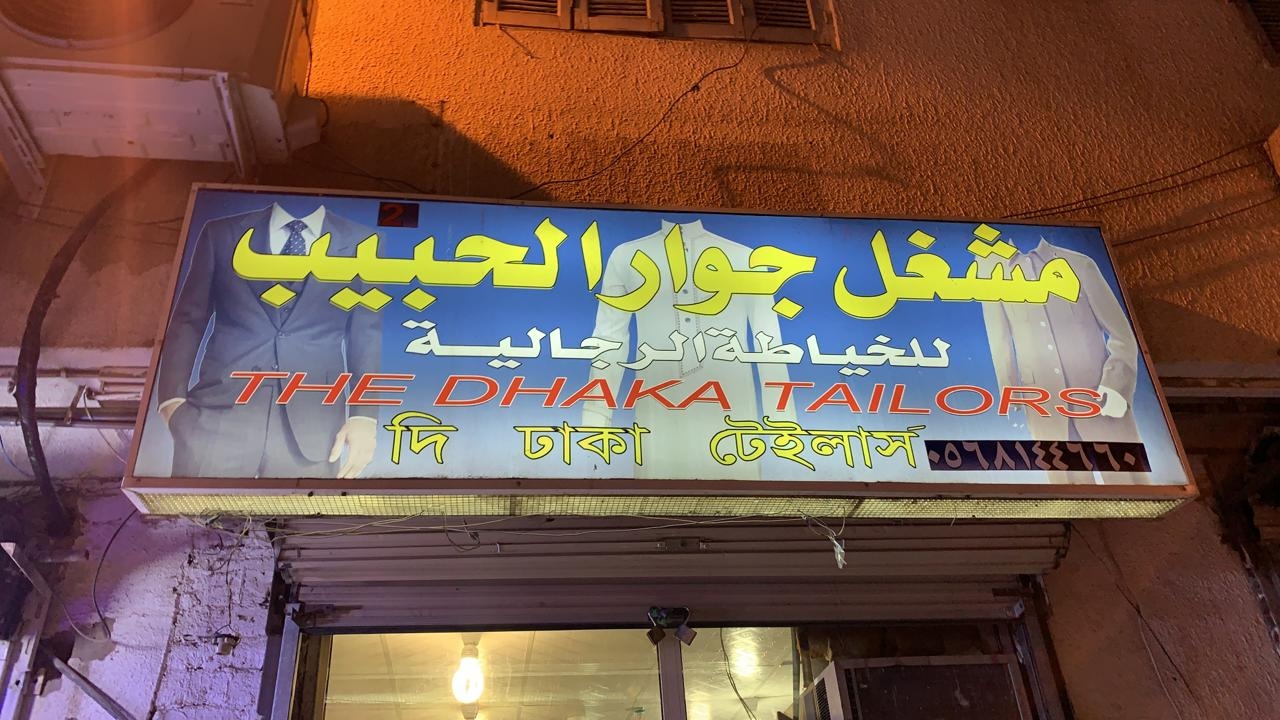 2
مشغل جوار الحبيب
للخياطة الرجالية
THE DHAKA TAILORS
দি ঢাকা টেইলার্স
٠٥٦٨١٤٤٦٦٠